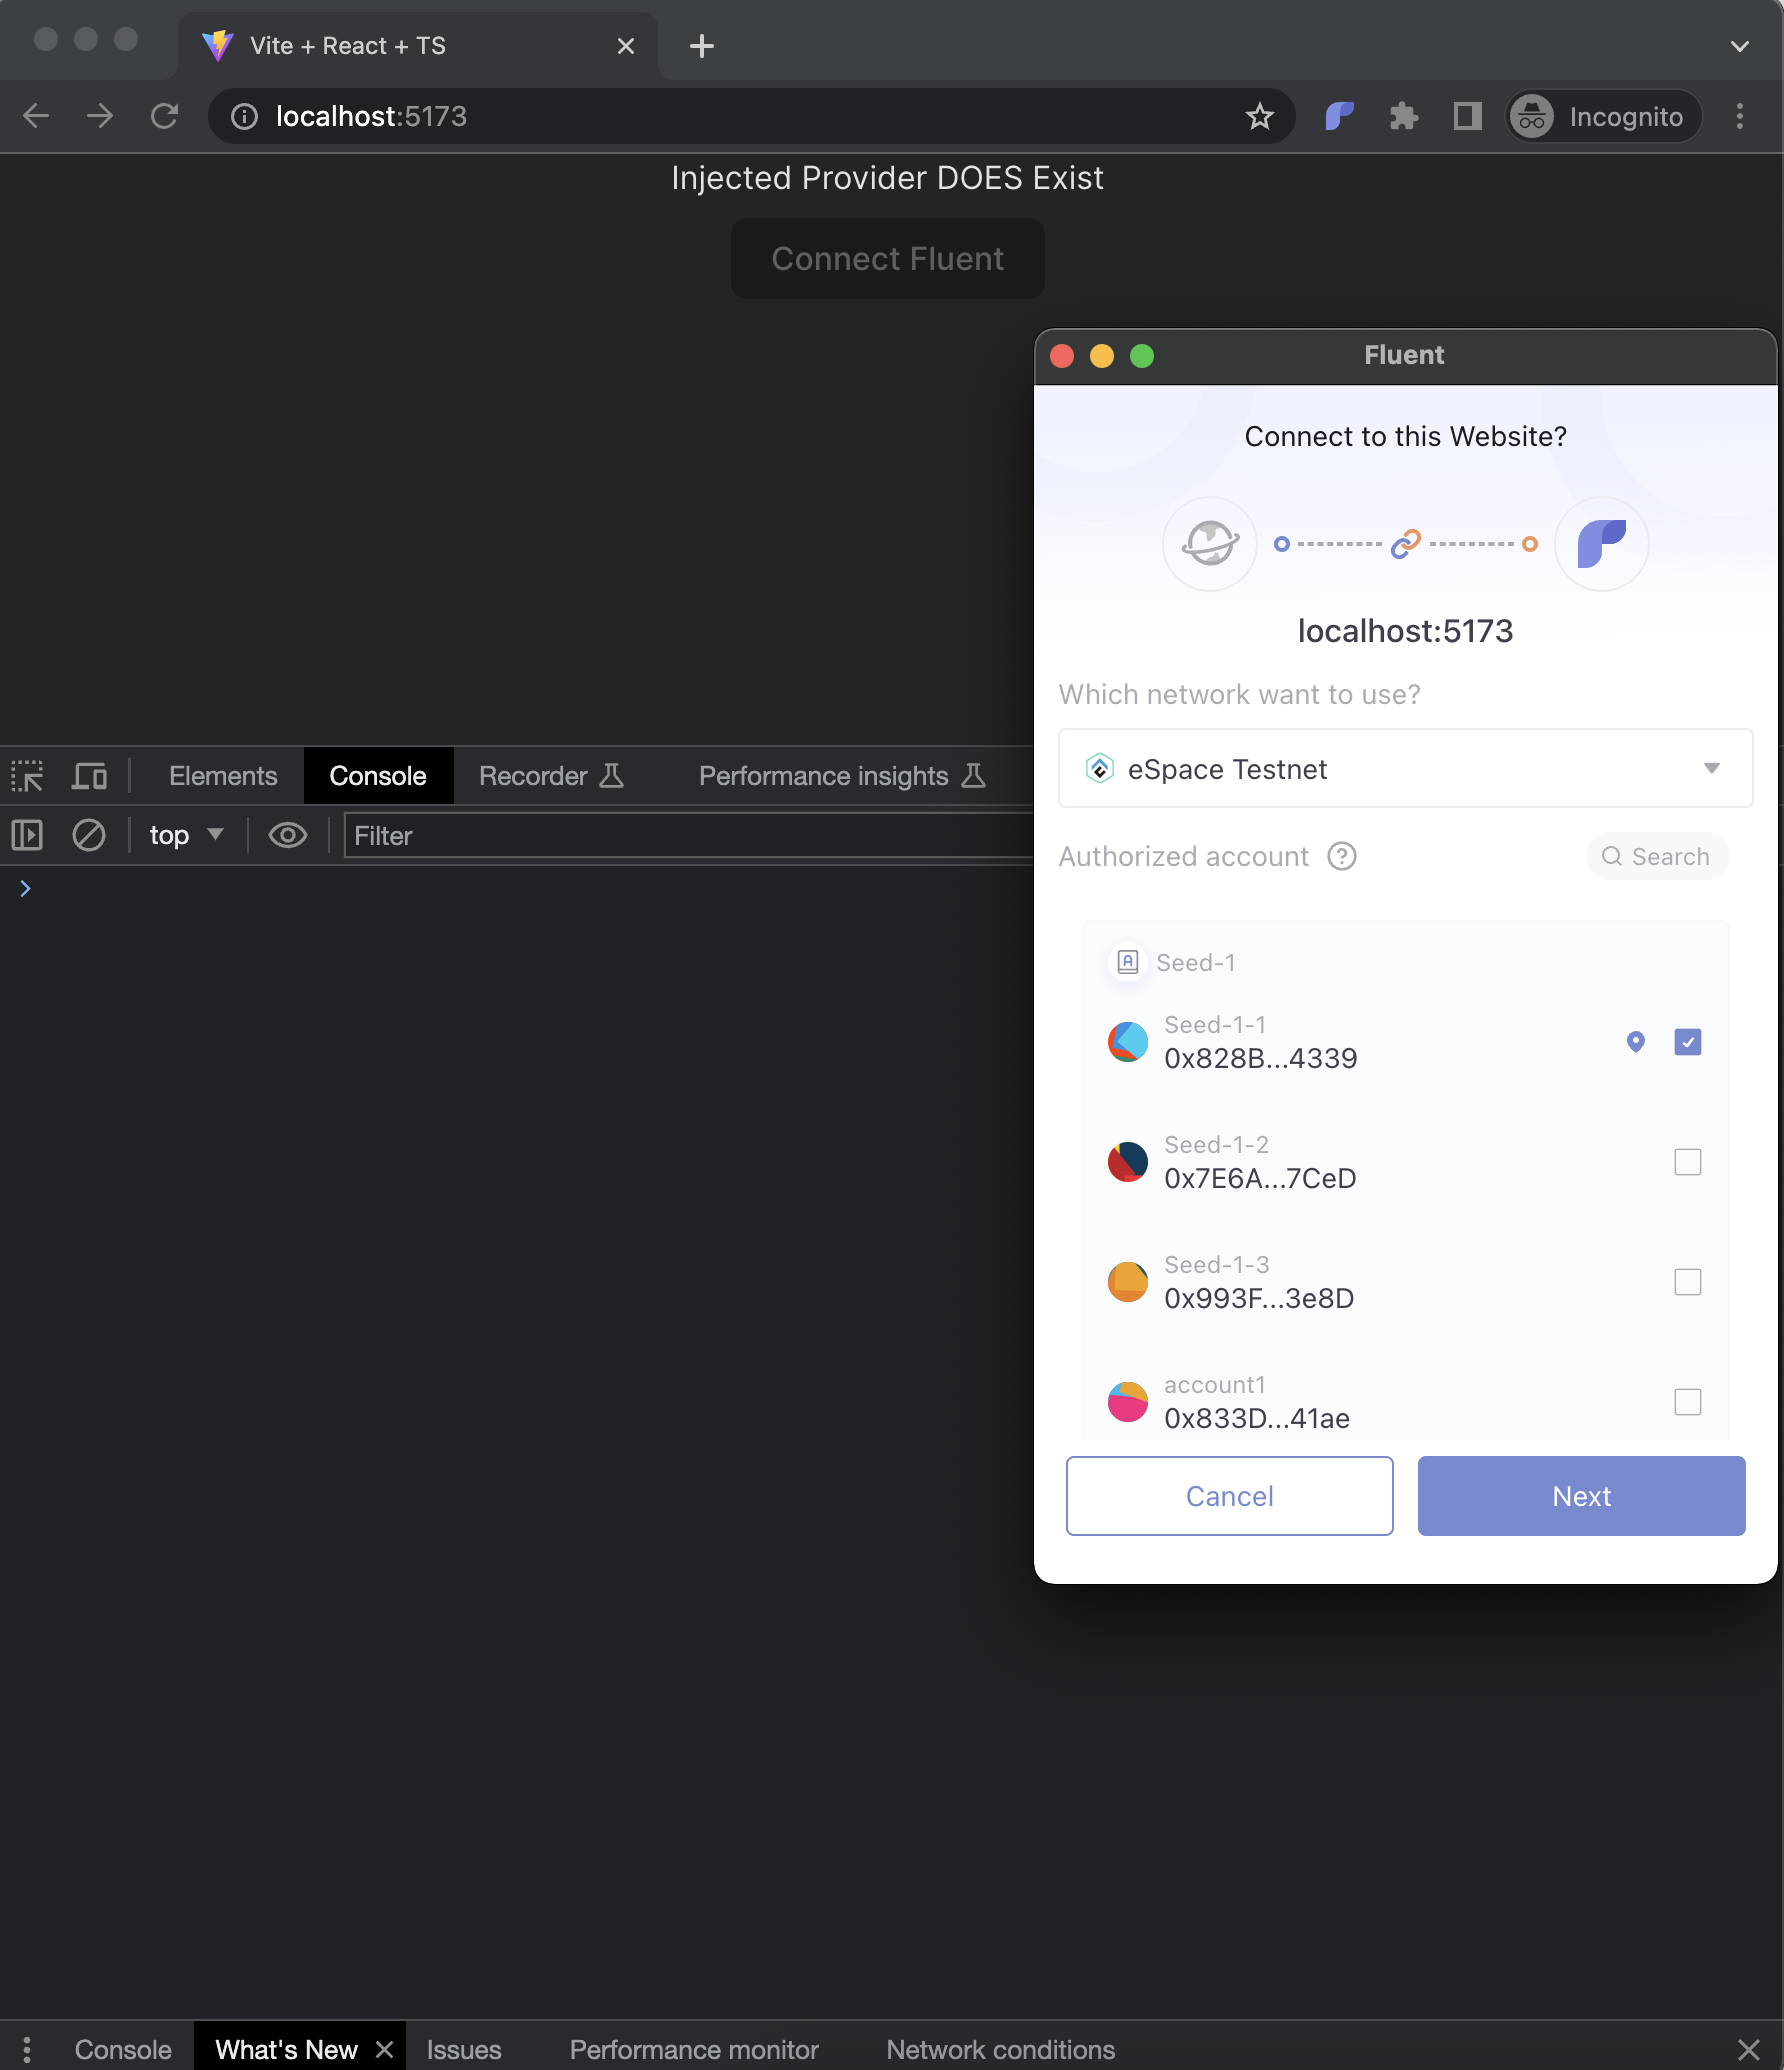 Vite + React + TS
localhost:5173
Incognito
Injected Provider DOES Exist
Connect Fluent
Fluent
Connect to this Website?
localhost:5173
Which network want to use?
eSpace Testnet
Authorized account
Search
Seed-1
Seed-1-1
0x828B...4339
Seed-1-2
0x7E6A...7CeD
Seed-1-3
0x993F...3e8D
account1
0x833D...41ae
Cancel
Next
Elements
Console
Recorder
Performance insights
top
Filter
Console
What's New
Issues
Performance monitor
Network conditions